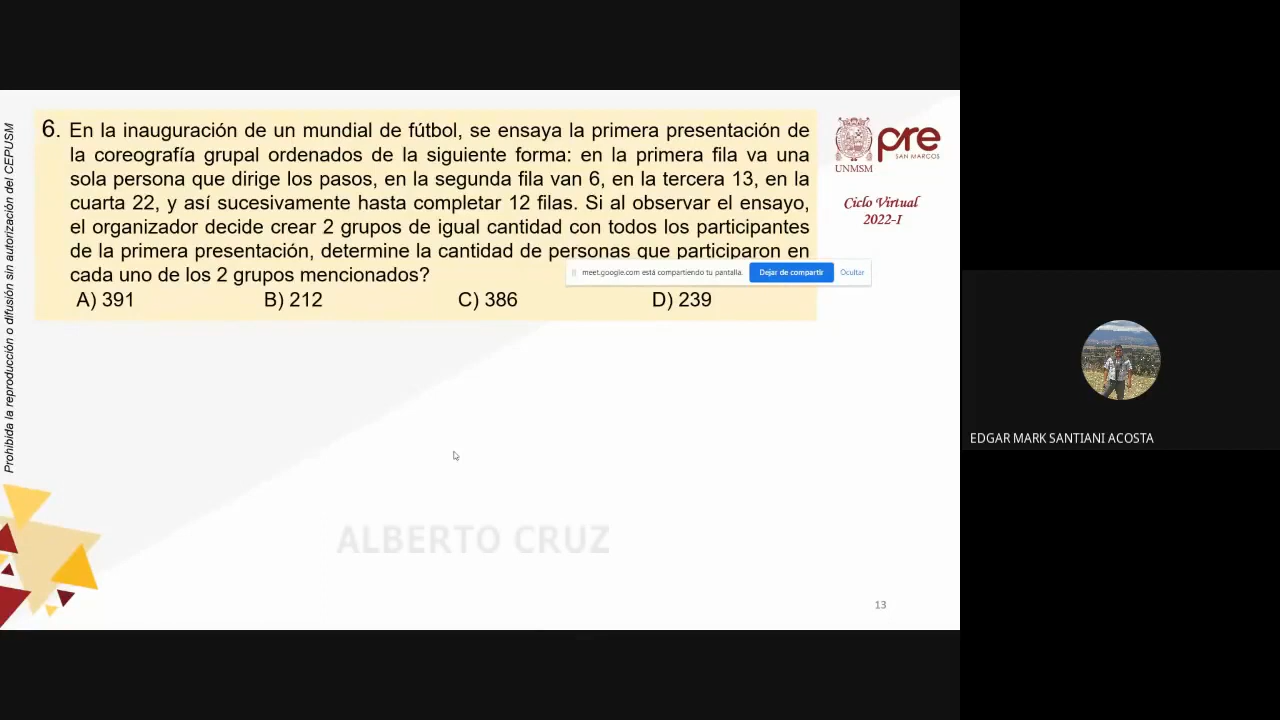 Prohibida la reproducción o difusión sin autorización del CEPUSM
6. En la inauguración de un mundial de fútbol, se ensaya la primera presentación de
la coreografía grupal ordenados de la siguiente forma: en la primera fila va una
sola persona que dirige los pasos, en la segunda fila van 6, en la tercera 13, en la
cuarta 22, y así sucesivamente hasta completar 12 filas. Si al observar el ensayo,
el organizador decide crear 2 grupos de igual cantidad con todos los participantes
de la primera presentación, determine la cantidad de personas que participaron en
cada uno de los 2 grupos mencionados?
meet.google.com está compartiendo tu pantalla. Dejar de compartir Ocultar
A) 391 B) 212 C) 386 D) 239
UNMSM
pre
SAN MARCOS
Ciclo Virtual
2022-I
EDGAR MARK SANTIANI ACOSTA
ALBERTO CRUZ
13